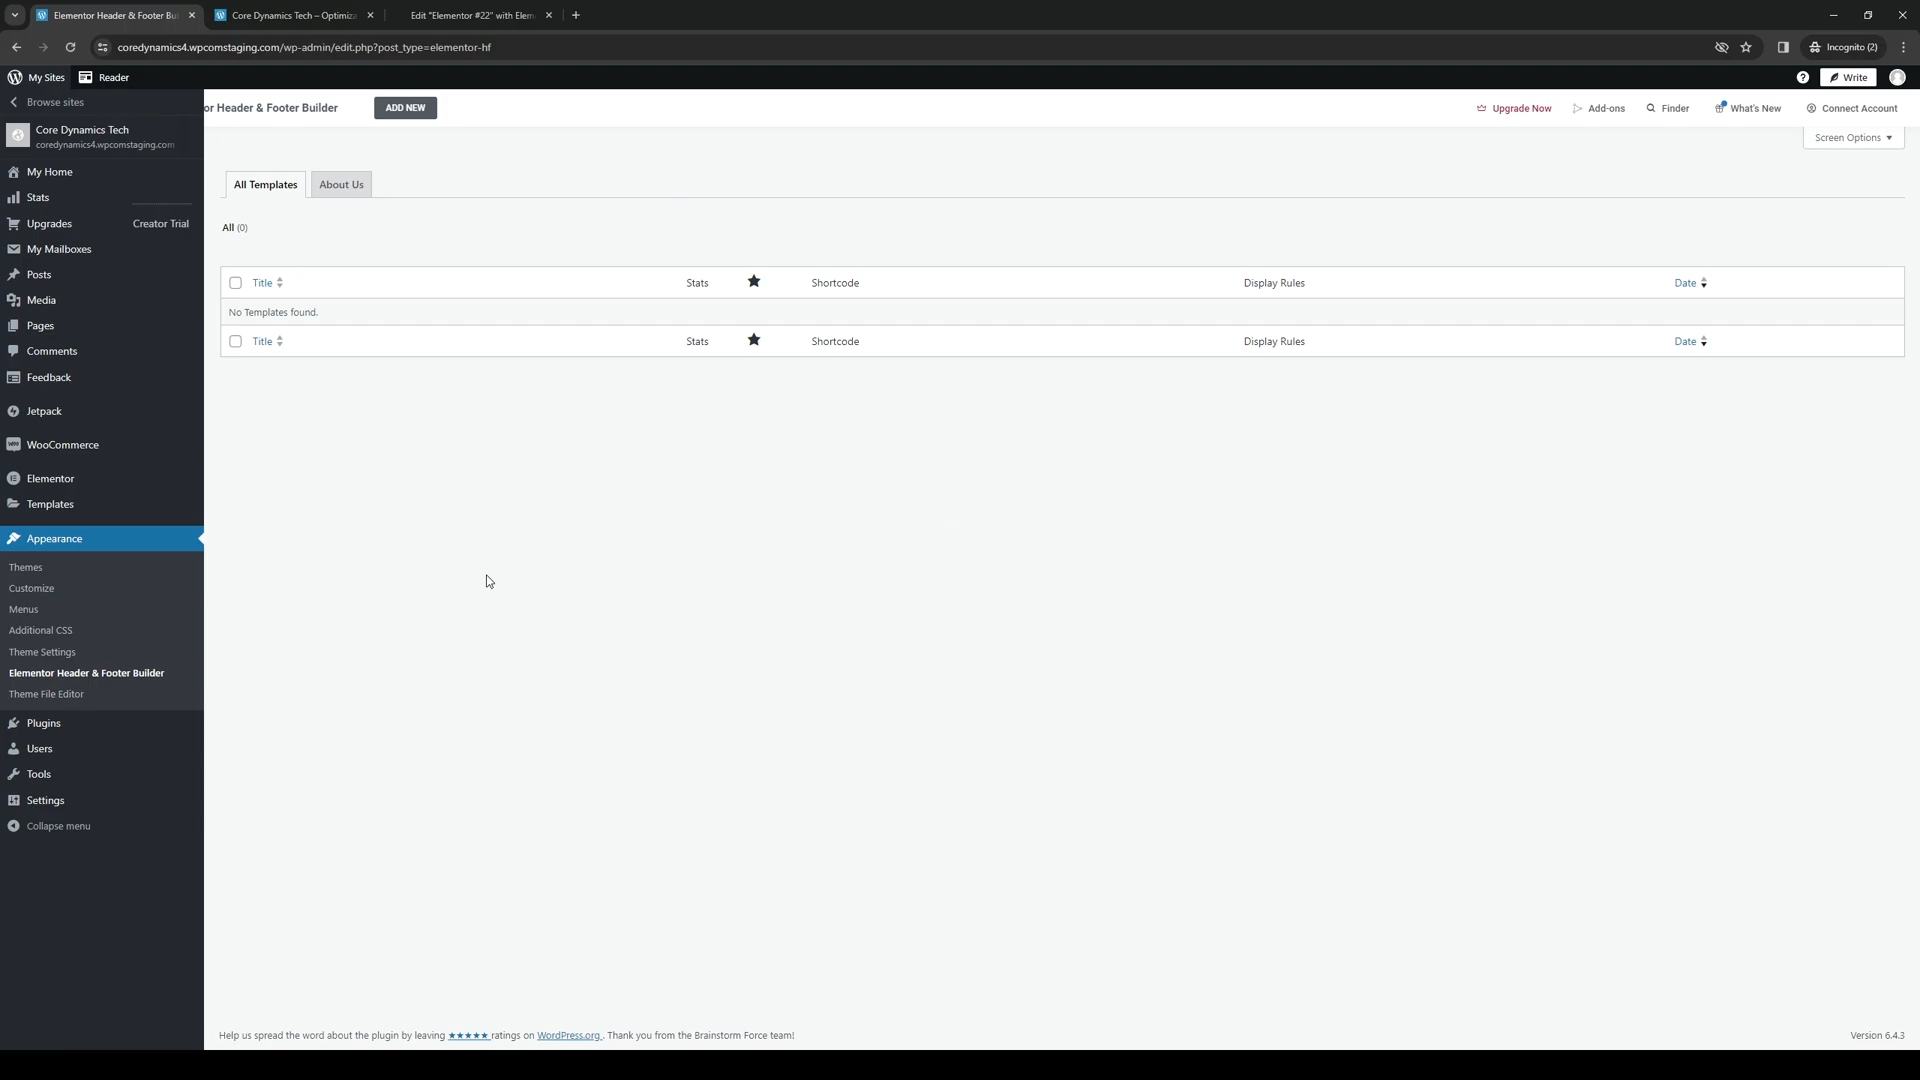 Elementor Header & Footer Bui
Core Dynamics Tech – Optimiza
Edit "Elementor #22" with Elem
coredynamics4.wpcomstaging.com/wp-admin/edit.php?post_type=elementor-hf
Incognito (2)
My Sites
Reader
Write
Browse sites
or Header & Footer Builder
ADD NEW
Upgrade Now
Add-ons
Finder
What's New
Connect Account
Core Dynamics Tech
coredynamics4.wpcomstaging.com
Screen Options
My Home
Stats
Upgrades
Creator Trial
My Mailboxes
Posts
Media
Pages
Comments
Feedback
Jetpack
WooCommerce
Elementor
Templates
Appearance
Themes
Customize
Menus
Additional CSS
Theme Settings
Elementor Header & Footer Builder
Theme File Editor
Plugins
Users
Tools
Settings
Collapse menu
All Templates
About Us
All (0)
Title
Stats
Shortcode
Display Rules
Date
No Templates found.
Title
Stats
Shortcode
Display Rules
Date
Help us spread the word about the plugin by leaving ★★★★★ ratings on WordPress.org . Thank you from the Brainstorm Force team!
Version 6.4.3